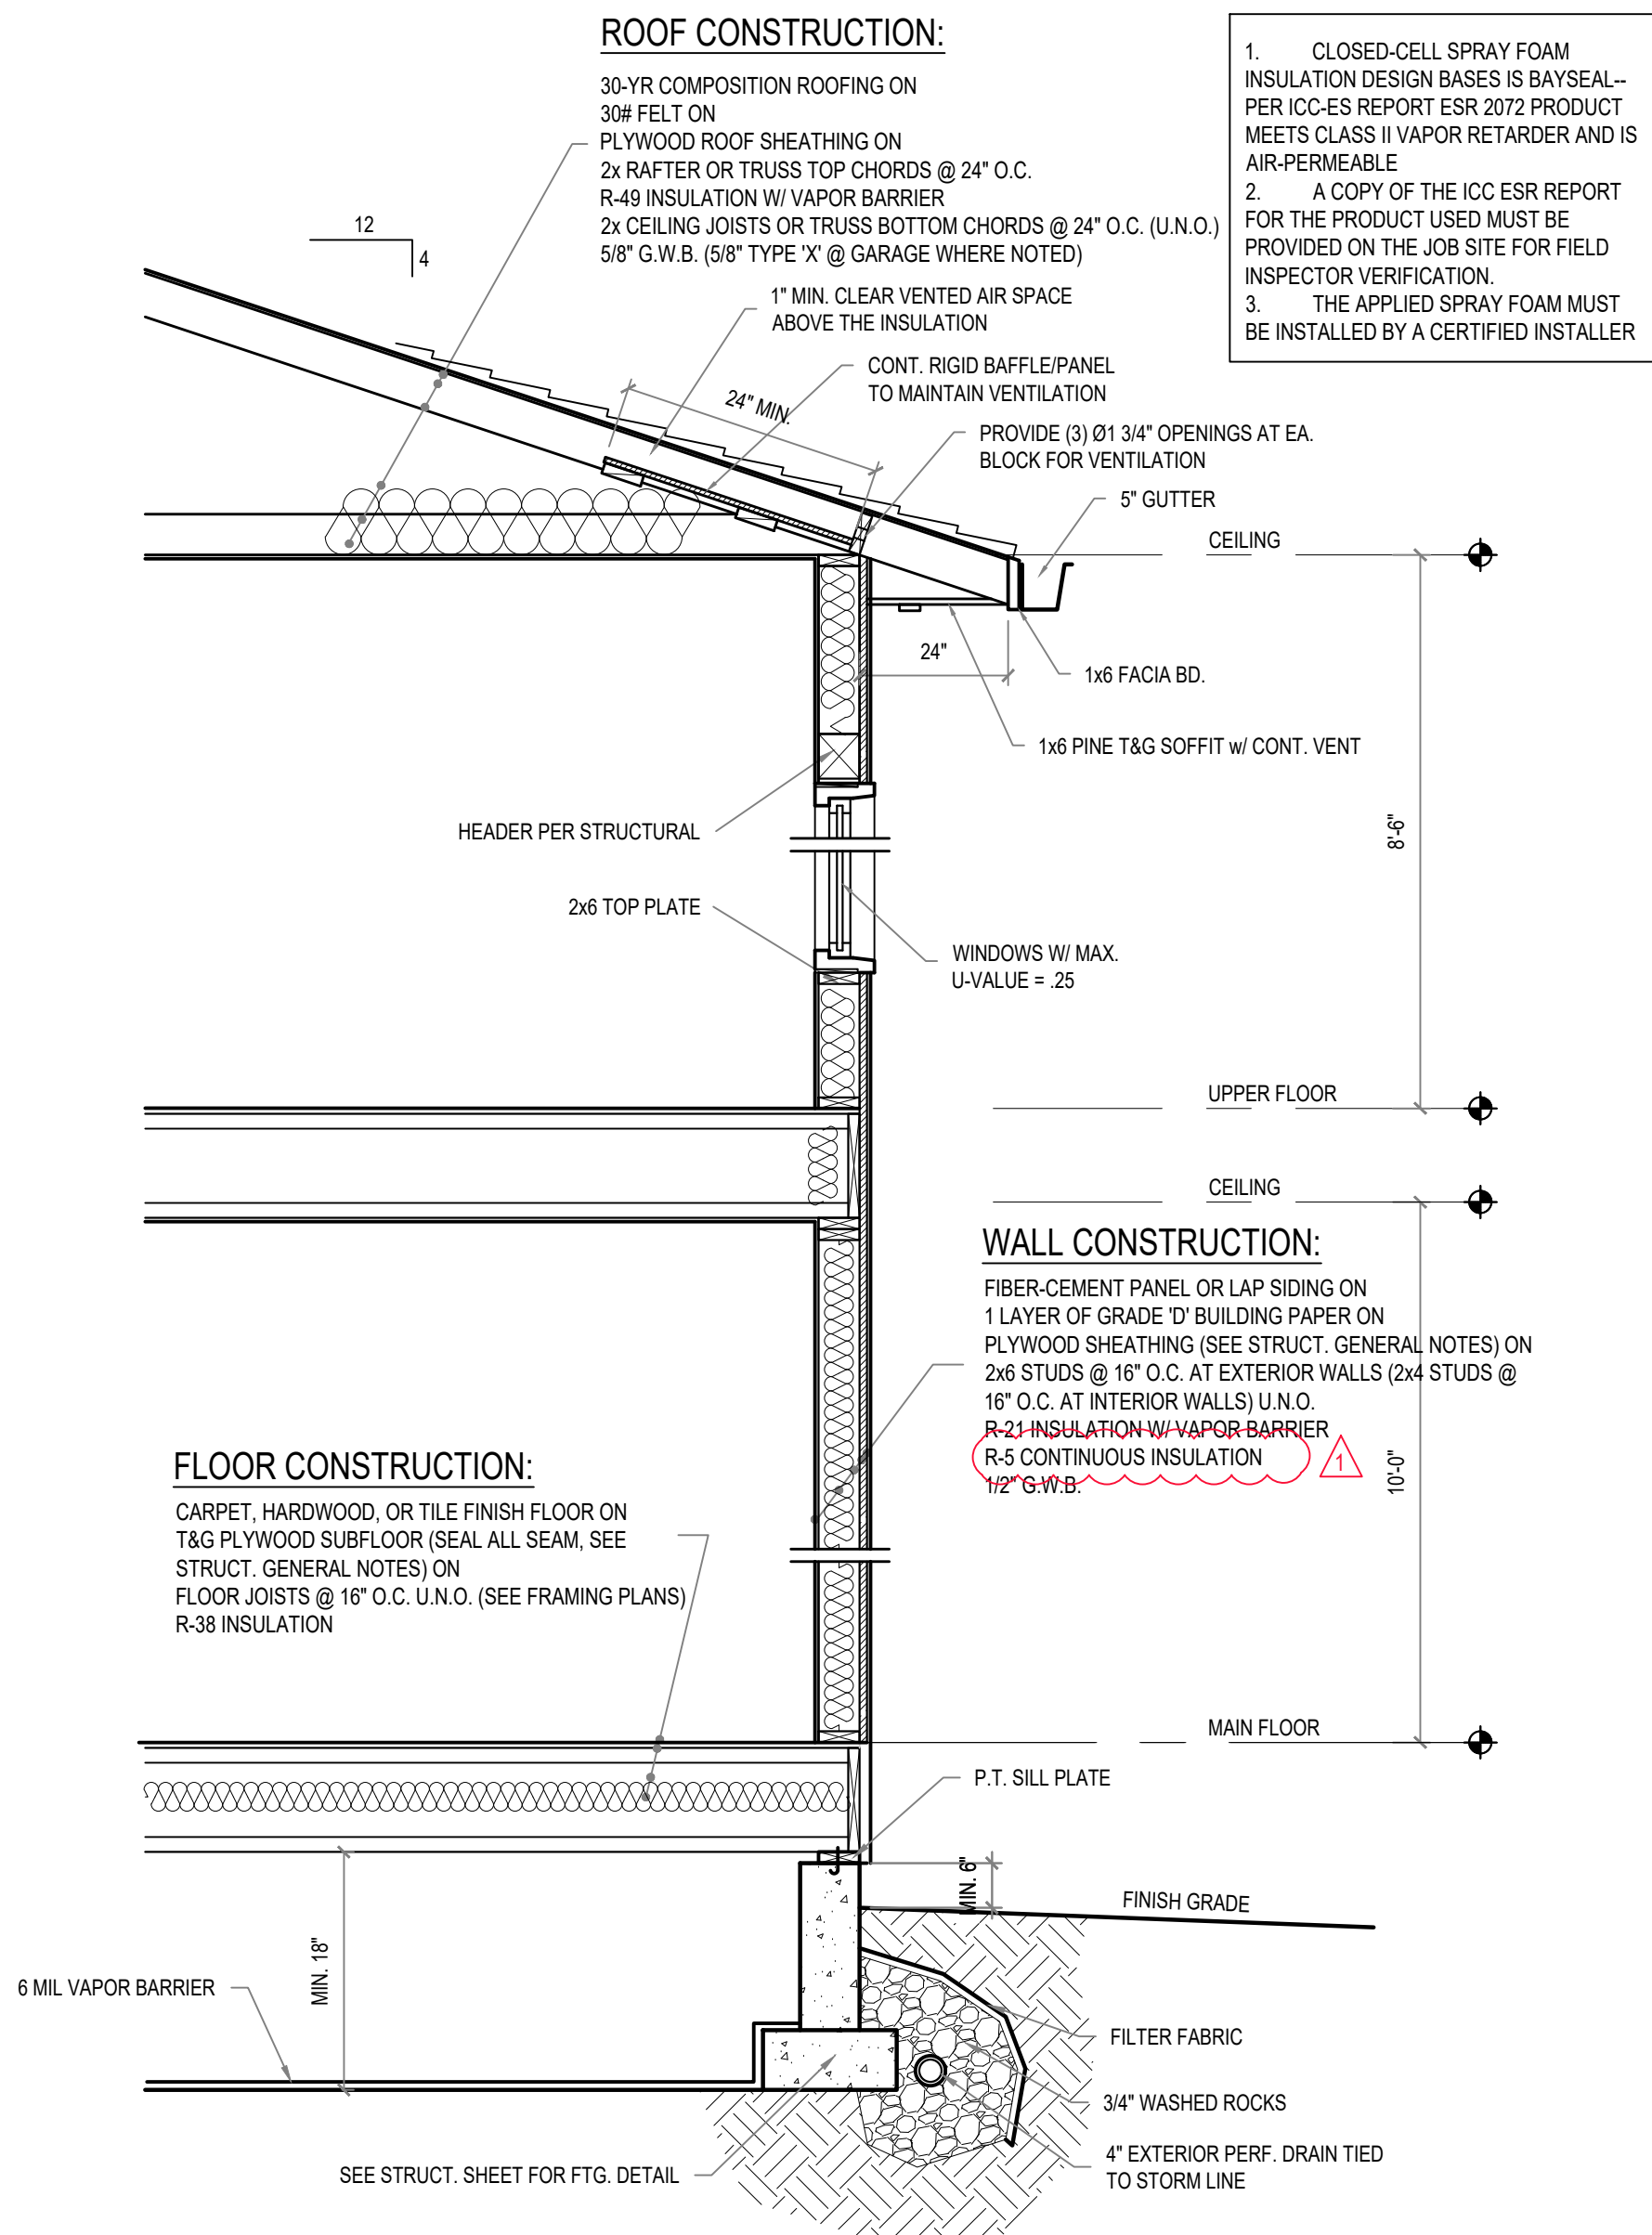 ROOF CONSTRUCTION:
30-YR COMPOSITION ROOFING ON
30# FELT ON
PLYWOOD ROOF SHEATHING ON
2x RAFTER OR TRUSS TOP CHORDS @ 24" O.C.
R-49 INSULATION W/ VAPOR BARRIER
2x CEILING JOISTS OR TRUSS BOTTOM CHORDS @ 24" O.C. (U.N.O.)
5/8" G.W.B. (5/8" TYPE 'X' @ GARAGE WHERE NOTED)
1. CLOSED-CELL SPRAY FOAM
INSULATION DESIGN BASES IS BAYSEAL--
PER ICC-ES REPORT ESR 2072 PRODUCT
MEETS CLASS II VAPOR RETARDER AND IS
AIR-PERMEABLE
2. A COPY OF THE ICC ESR REPORT
FOR THE PRODUCT USED MUST BE
PROVIDED ON THE JOB SITE FOR FIELD
INSPECTOR VERIFICATION.
3. THE APPLIED SPRAY FOAM MUST
BE INSTALLED BY A CERTIFIED INSTALLER
12
4
1" MIN. CLEAR VENTED AIR SPACE
ABOVE THE INSULATION
CONT. RIGID BAFFLE/PANEL
TO MAINTAIN VENTILATION
24" MIN.
PROVIDE (3) Ø1 3/4" OPENINGS AT EA.
BLOCK FOR VENTILATION
5" GUTTER
CEILING
24"
1x6 FACIA BD.
1x6 PINE T&G SOFFIT w/ CONT. VENT
HEADER PER STRUCTURAL
8'-6"
2x6 TOP PLATE
WINDOWS W/ MAX.
U-VALUE = .25
UPPER FLOOR
CEILING
WALL CONSTRUCTION:
FIBER-CEMENT PANEL OR LAP SIDING ON
1 LAYER OF GRADE 'D' BUILDING PAPER ON
PLYWOOD SHEATHING (SEE STRUCT. GENERAL NOTES) ON
2x6 STUDS @ 16" O.C. AT EXTERIOR WALLS (2x4 STUDS @
16" O.C. AT INTERIOR WALLS) U.N.O.
R-21 INSULATION W/ VAPOR BARRIER
R-5 CONTINUOUS INSULATION
1/2" G.W.B.
1
10'-0"
FLOOR CONSTRUCTION:
CARPET, HARDWOOD, OR TILE FINISH FLOOR ON
T&G PLYWOOD SUBFLOOR (SEAL ALL SEAM, SEE
STRUCT. GENERAL NOTES) ON
FLOOR JOISTS @ 16" O.C. U.N.O. (SEE FRAMING PLANS)
R-38 INSULATION
MAIN FLOOR
P.T. SILL PLATE
MIN. 6"
FINISH GRADE
MIN. 18"
6 MIL VAPOR BARRIER
FILTER FABRIC
3/4" WASHED ROCKS
4" EXTERIOR PERF. DRAIN TIED
TO STORM LINE
SEE STRUCT. SHEET FOR FTG. DETAIL